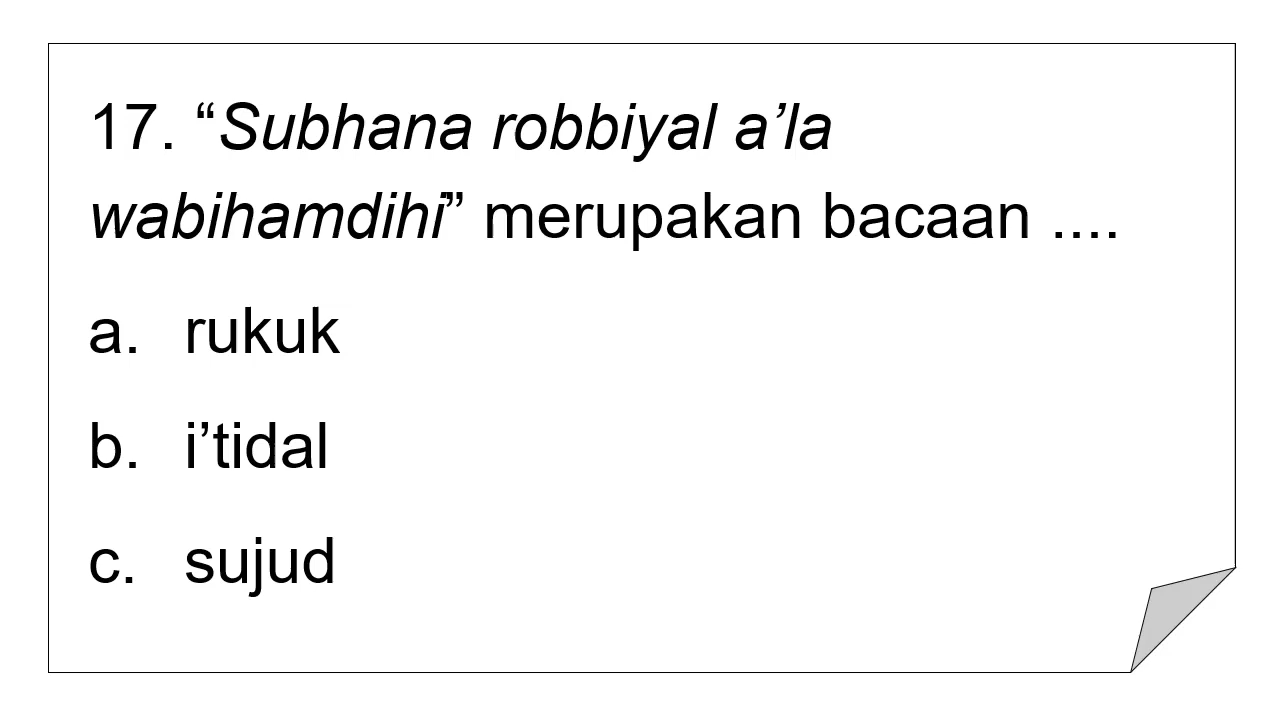 17. “Subhana robbiyal a’la
wabihamdihi” merupakan bacaan ....
a. rukuk
b. i’tidal
c. sujud